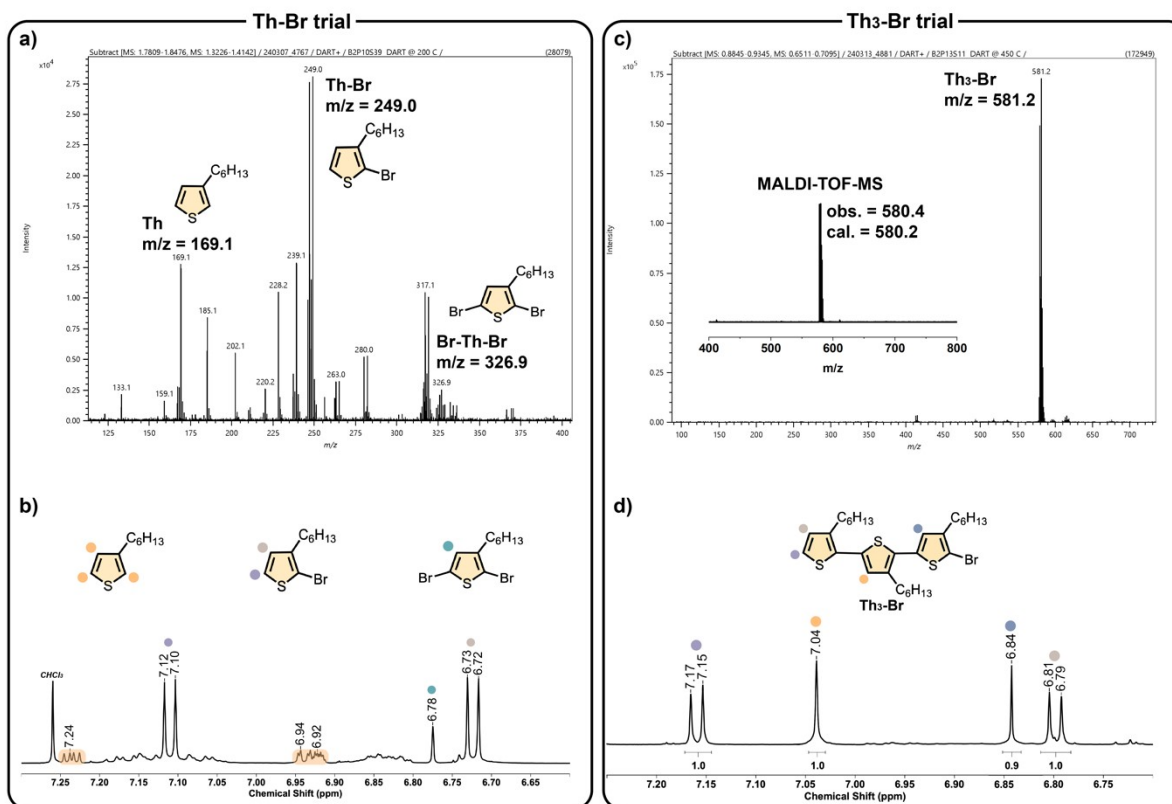 Th-Br trial
a)
Subtract [MS: 1.7809-1.8476, MS: 1.3226-1.4142] / 240307_4767 / DART+ / B2P10S39 DART @ 200 C /
(28079)
×10⁴
249.0
2.75
2.50
2.25
2.00
1.75
1.50
1.25
1.00
0.75
0.50
0.25
0.00
Intensity
Th-Br
m/z = 249.0
C₆H₁₃
S
Br
C₆H₁₃
S
Th
m/z = 169.1
169.1
239.1
228.2
317.1
185.1
202.1
280.0
263.0
220.2
133.1
159.1
326.9
C₆H₁₃
Br
S
Br
Br-Th-Br
m/z = 326.9
125
150
175
200
225
250
275
300
325
350
375
400
m/z
b)
C₆H₁₃
S
C₆H₁₃
S
Br
C₆H₁₃
Br
S
Br
CHCl₃
7.24
7.12
7.10
6.94
6.92
6.78
6.73
6.72
7.25
7.20
7.15
7.10
7.05
7.00
6.95
6.90
6.85
6.80
6.75
6.70
6.65
Chemical Shift (ppm)
Th₃-Br trial
c)
Subtract [MS: 0.8845-0.9345, MS: 0.6511-0.7095] / 240313_4881 / DART+ / B2P13S11 DART @ 450 C /
(172949)
×10⁵
581.2
1.75
1.50
1.25
1.00
0.75
0.50
0.25
0.00
Intensity
Th₃-Br
m/z = 581.2
MALDI-TOF-MS
obs. = 580.4
cal. = 580.2
400
500
600
700
800
m/z
100
150
200
250
300
350
400
450
500
550
600
650
700
m/z
d)
C₆H₁₃
S
C₆H₁₃
S
S
Br
C₆H₁₃
Th₃-Br
7.17
7.15
7.04
6.84
6.81
6.79
1.0
1.0
0.9
1.0
7.20
7.15
7.10
7.05
7.00
6.95
6.90
6.85
6.80
6.75
Chemical Shift (ppm)